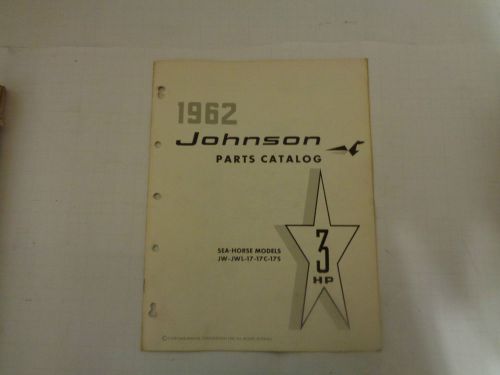 1962
Johnson
PARTS CATALOG
SEA-HORSE MODELS
JW-JWL-17-17C-17S
3
HP